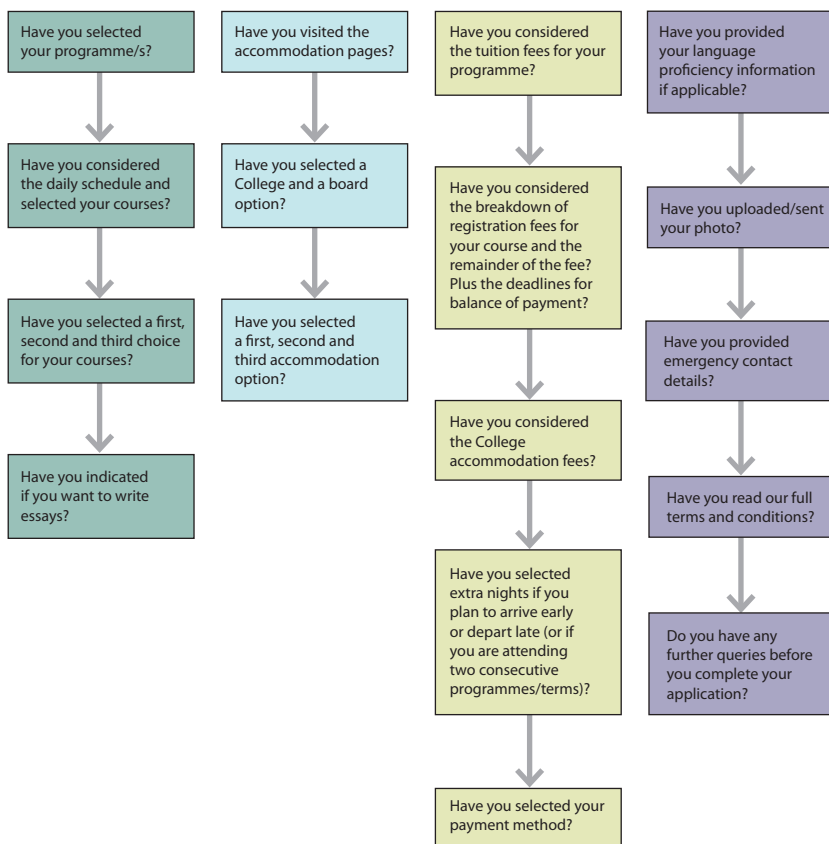 Have you selected
your programme/s?
Have you considered
the daily schedule and
selected your courses?
Have you selected a first,
second and third choice
for your courses?
Have you indicated
if you want to write
essays?
Have you visited the
accommodation pages?
Have you selected a
College and a board
option?
Have you selected
a first, second and
third accommodation
option?
Have you considered
the tuition fees for your
programme?
Have you considered
the breakdown of
registration fees for
your course and the
remainder of the fee?
Plus the deadlines for
balance of payment?
Have you considered
the College
accommodation fees?
Have you selected
extra nights if you
plan to arrive early
or depart late (or if
you are attending
two consecutive
programmes/terms)?
Have you selected your
payment method?
Have you provided
your language
proficiency information
if applicable?
Have you uploaded/sent
your photo?
Have you provided
emergency contact
details?
Have you read our full
terms and conditions?
Do you have any
further queries before
you complete your
application?